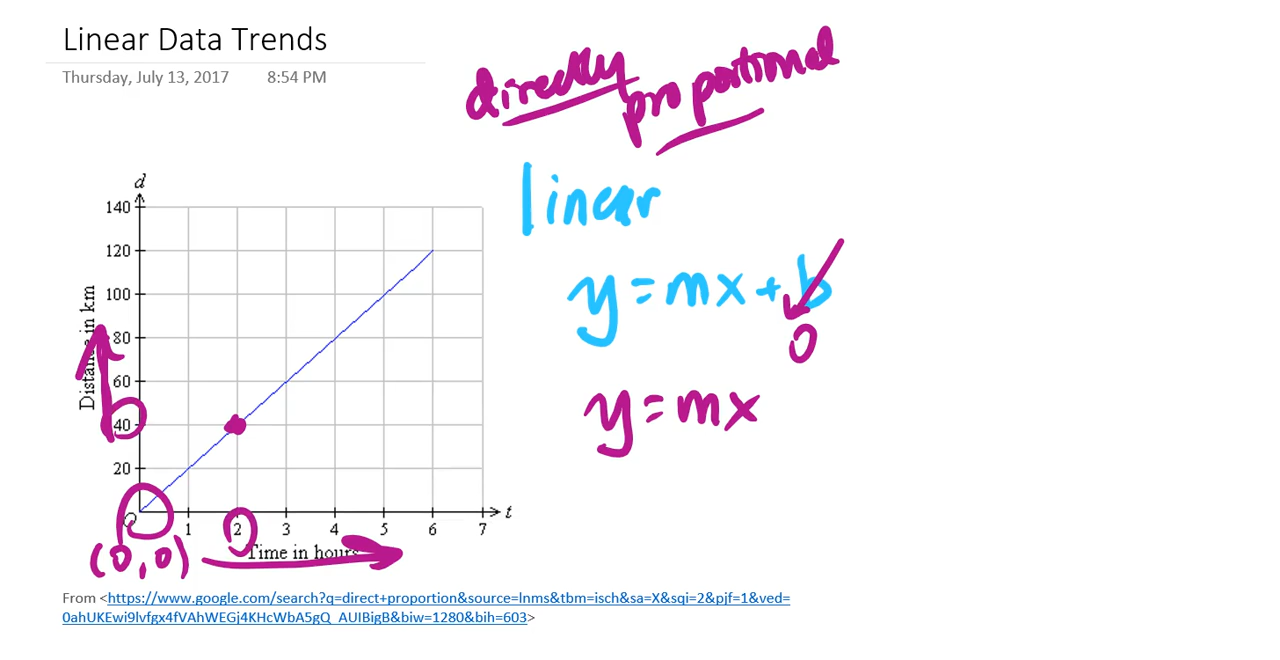 Linear Data Trends
Thursday, July 13, 2017 8:54 PM
directly proportional
linear
y = mx + b
0
y = mx
d
140
120
100
80
60
40
20
Distance in km
O
1 2 3 4 5 6 7 t
Time in hours
(0,0)
From <https://www.google.com/search?q=direct+proportion&source=lnms&tbm=isch&sa=X&sqi=2&pjf=1&ved=
0ahUKEwi9lvfgx4fVAhWEGj4KHcWbA5gQ_AUIBigB&biw=1280&bih=603>